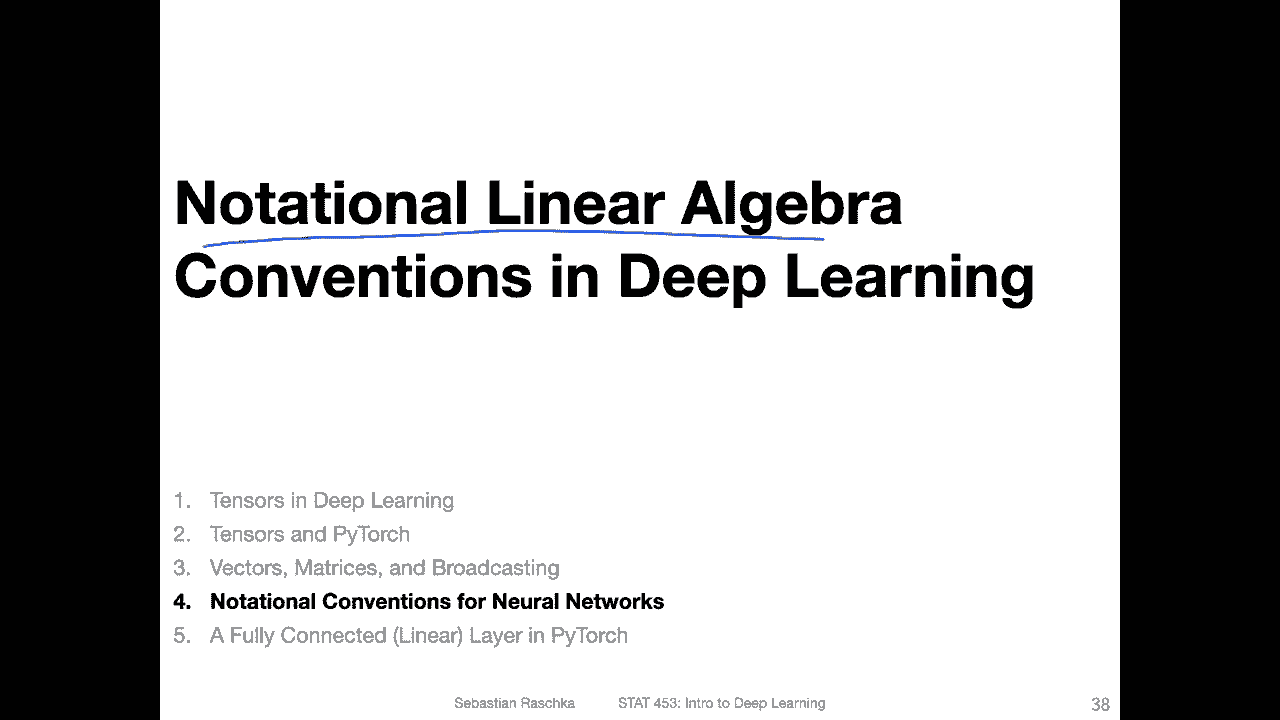 Notational Linear Algebra
Conventions in Deep Learning
1. Tensors in Deep Learning
2. Tensors and PyTorch
3. Vectors, Matrices, and Broadcasting
4. Notational Conventions for Neural Networks
5. A Fully Connected (Linear) Layer in PyTorch
Sebastian Raschka STAT 453: Intro to Deep Learning 38